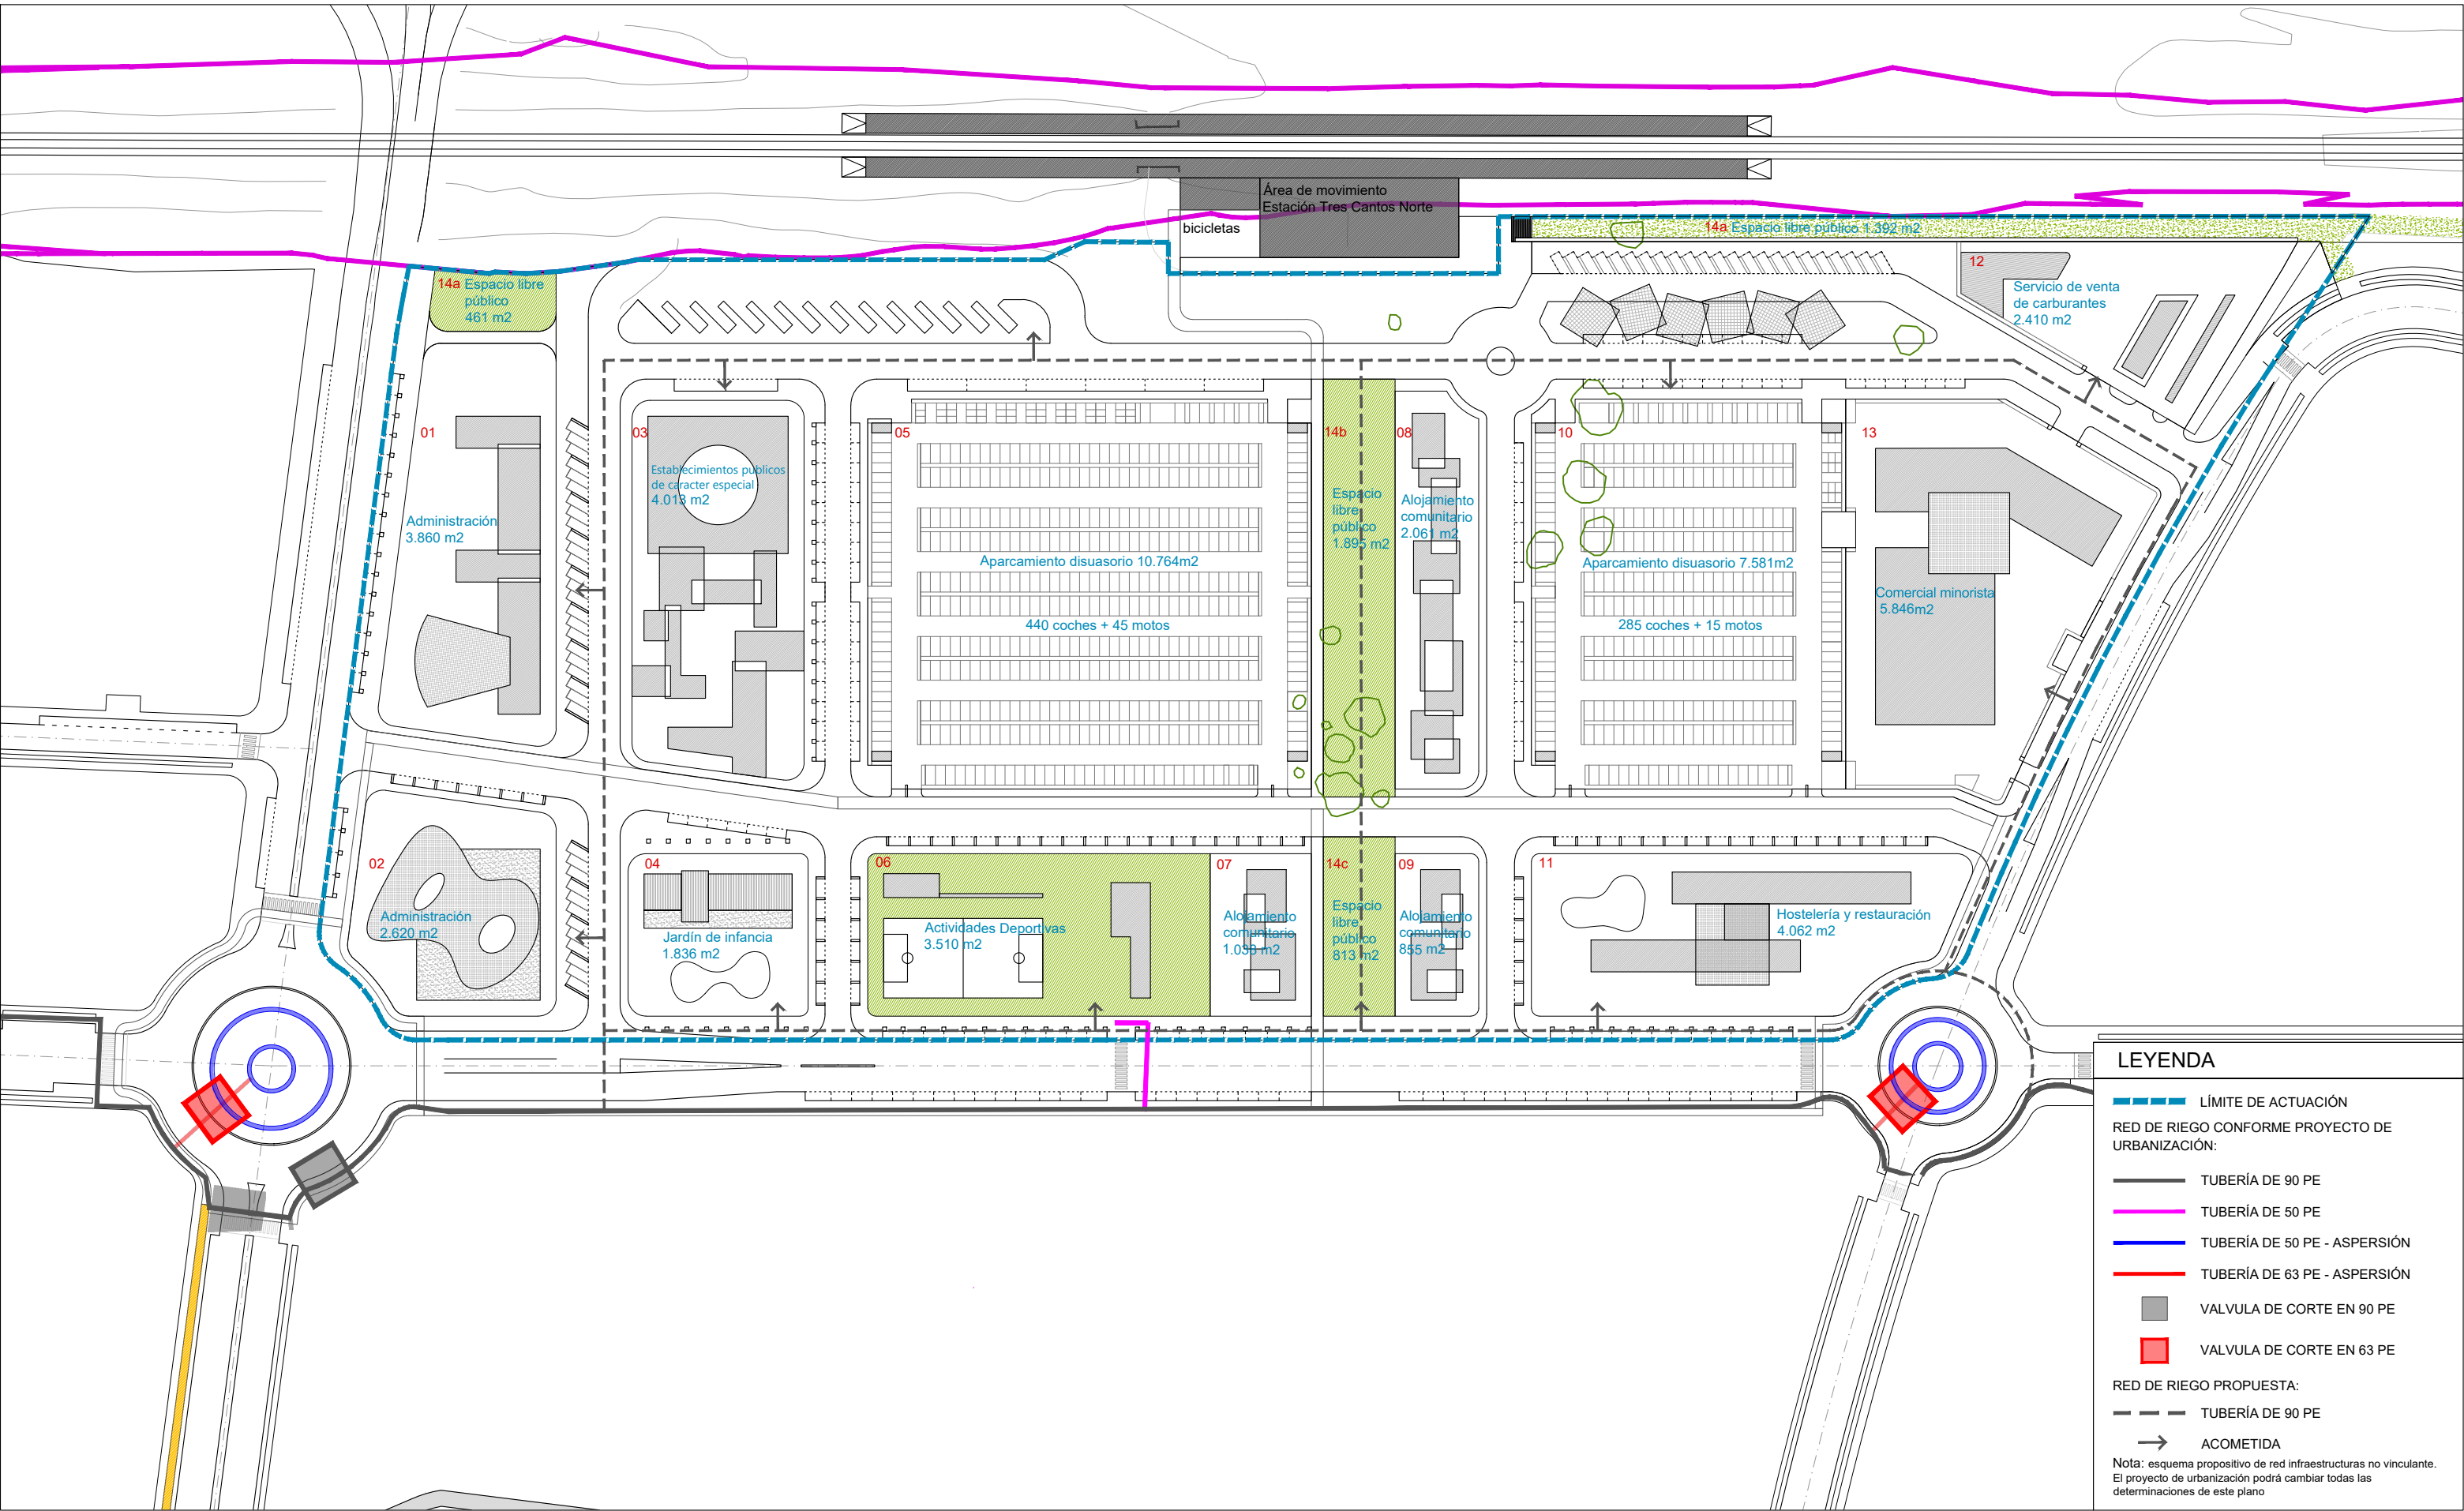 Área de movimiento
Estación Tres Cantos Norte
bicicletas
14a Espacio libre público 1.392 m2
12
Servicio de venta
de carburantes
2.410 m2
14a Espacio libre
público
461 m2
01
Administración
3.860 m2
03
Establecimientos públicos
de caracter especial
4.013 m2
05
Aparcamiento disuasorio 10.764m2
440 coches + 45 motos
14b
Espacio
libre
público
1.895 m2
08
Alojamiento
comunitario
2.061 m2
10
Aparcamiento disuasorio 7.581m2
285 coches + 15 motos
13
Comercial minorista
5.846m2
02
Administración
2.620 m2
04
Jardín de infancia
1.836 m2
06
Actividades Deportivas
3.510 m2
07
Alojamiento
comunitario
1.033 m2
14c
Espacio
libre
público
813 m2
09
Alojamiento
comunitario
855 m2
11
Hostelería y restauración
4.062 m2
LEYENDA
LÍMITE DE ACTUACIÓN
RED DE RIEGO CONFORME PROYECTO DE
URBANIZACIÓN:
TUBERÍA DE 90 PE
TUBERÍA DE 50 PE
TUBERÍA DE 50 PE - ASPERSIÓN
TUBERÍA DE 63 PE - ASPERSIÓN
VALVULA DE CORTE EN 90 PE
VALVULA DE CORTE EN 63 PE
RED DE RIEGO PROPUESTA:
TUBERÍA DE 90 PE
ACOMETIDA
Nota: esquema propositivo de red infraestructuras no vinculante.
El proyecto de urbanización podrá cambiar todas las
determinaciones de este plano